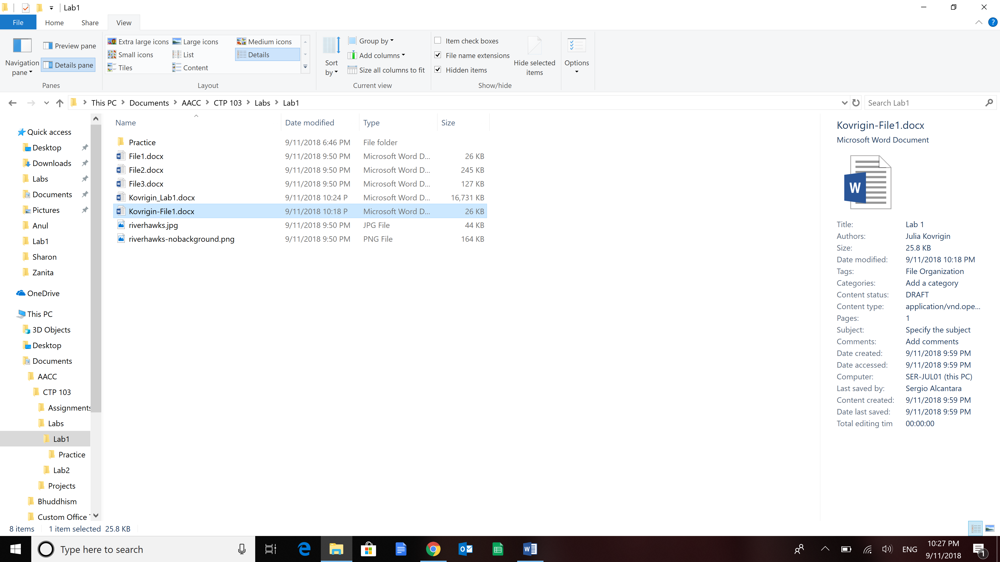 Lab1
File Home Share View
Navigation pane
Preview pane
Details pane
Panes
Extra large icons Large icons Medium icons
Small icons List Details
Tiles Content
Layout
Sort by
Group by
Add columns
Size all columns to fit
Current view
Item check boxes
File name extensions
Hidden items
Hide selected items
Show/hide
Options
This PC Documents AACC CTP 103 Labs Lab1
Search Lab1
Quick access
Desktop
Downloads
Labs
Documents
Pictures
Anul
Lab1
Sharon
Zanita
OneDrive
This PC
3D Objects
Desktop
Documents
AACC
CTP 103
Assignments
Labs
Lab1
Practice
Lab2
Projects
Bhuddhism
Custom Office
Name Date modified Type Size
Practice 9/11/2018 6:46 PM File folder
File1.docx 9/11/2018 9:50 PM Microsoft Word D... 26 KB
File2.docx 9/11/2018 9:50 PM Microsoft Word D... 245 KB
File3.docx 9/11/2018 9:50 PM Microsoft Word D... 127 KB
Kovrigin_Lab1.docx 9/11/2018 10:24 P Microsoft Word D... 16,731 KB
Kovrigin-File1.docx 9/11/2018 10:18 P Microsoft Word D... 26 KB
riverhawks.jpg 9/11/2018 9:50 PM JPG File 44 KB
riverhawks-nobackground.png 9/11/2018 9:50 PM PNG File 164 KB
Kovrigin-File1.docx
Microsoft Word Document
W
Title: Lab 1
Authors: Julia Kovrigin
Size: 25.8 KB
Date modified: 9/11/2018 10:18 PM
Tags: File Organization
Categories: Add a category
Content status: DRAFT
Content type: application/vnd.ope...
Pages: 1
Subject: Specify the subject
Comments: Add comments
Date created: 9/11/2018 9:59 PM
Date accessed: 9/11/2018 9:59 PM
Computer: SER-JUL01 (this PC)
Last saved by: Sergio Alcantara
Content created: 9/11/2018 9:59 PM
Date last saved: 9/11/2018 9:59 PM
Total editing tim 00:00:00
8 items 1 item selected 25.8 KB
Type here to search
ENG
10:27 PM
9/11/2018
1